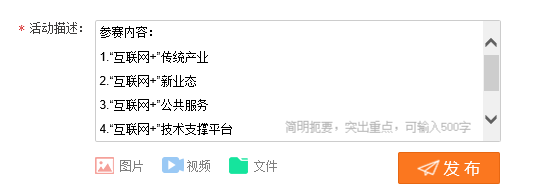 * 活动描述：
参赛内容：
1.“互联网+”传统产业
2.“互联网+”新业态
3.“互联网+”公共服务
4.“互联网+”技术支撑平台
简明扼要，突出重点，可输入500字
图片 视频 文件 发布